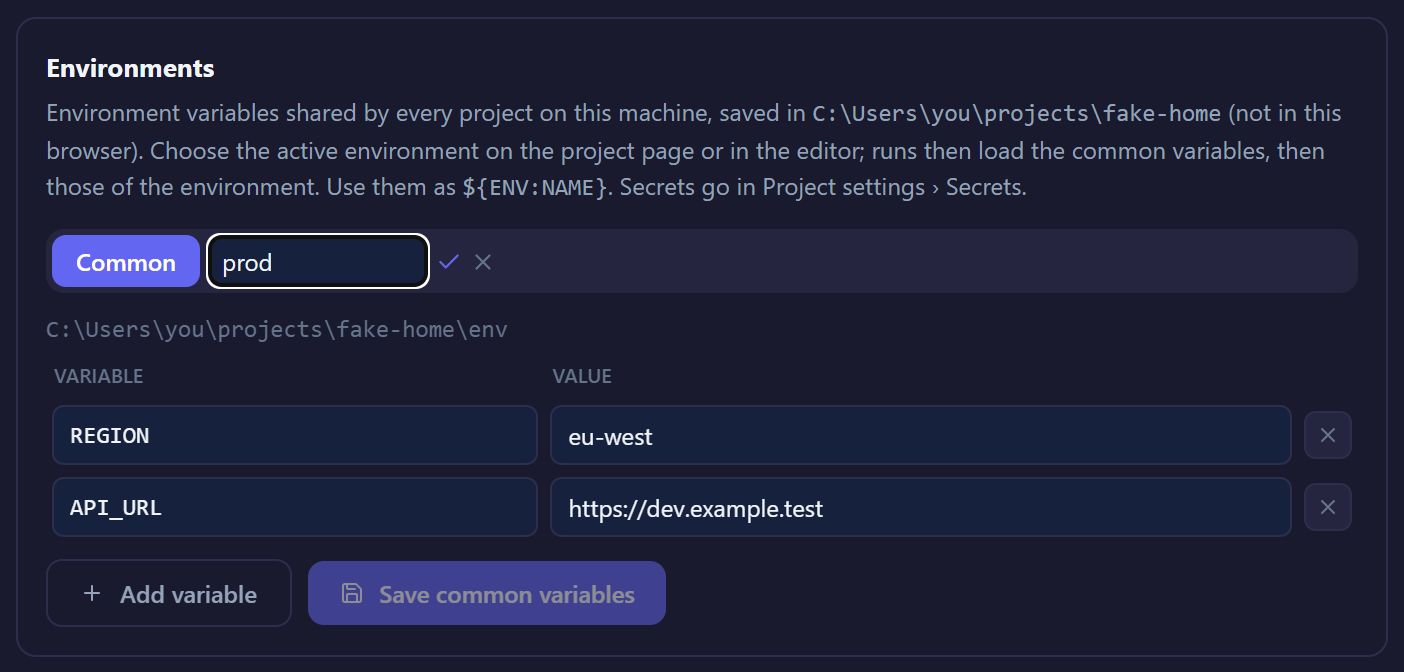 Environments
Environment variables shared by every project on this machine, saved in C:\Users\you\projects\fake-home (not in this
browser). Choose the active environment on the project page or in the editor; runs then load the common variables, then
those of the environment. Use them as ${ENV:NAME}. Secrets go in Project settings › Secrets.
Common prod
C:\Users\you\projects\fake-home\env
VARIABLE VALUE
REGION eu-west
API_URL https://dev.example.test
Add variable Save common variables